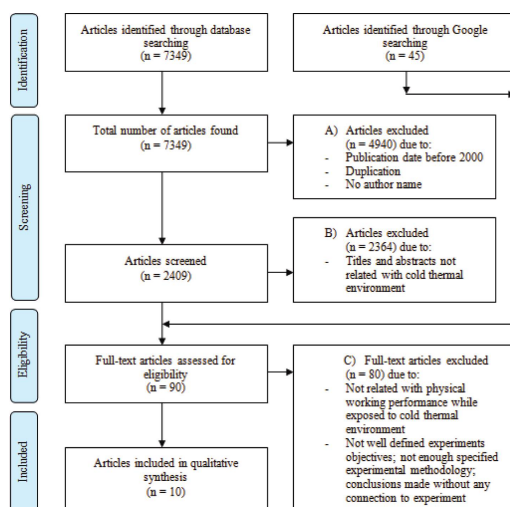 Identification
Articles identified through database
searching
(n = 7349)
Articles identified through Google
searching
(n = 45)
Screening
Total number of articles found
(n = 7349)
A) Articles excluded
(n = 4940) due to:
- Publication date before 2000
- Duplication
- No author name
Articles screened
(n = 2409)
B) Articles excluded
(n = 2364) due to:
- Titles and abstracts not
related with cold thermal
environment
Eligibility
Full-text articles assessed for
eligibility
(n = 90)
C) Full-text articles excluded
(n = 80) due to:
- Not related with physical
working performance while
exposed to cold thermal
environment
- Not well defined experiments
objectives; not enough specified
experimental methodology;
conclusions made without any
connection to experiment
Included
Articles included in qualitative
synthesis
(n = 10)